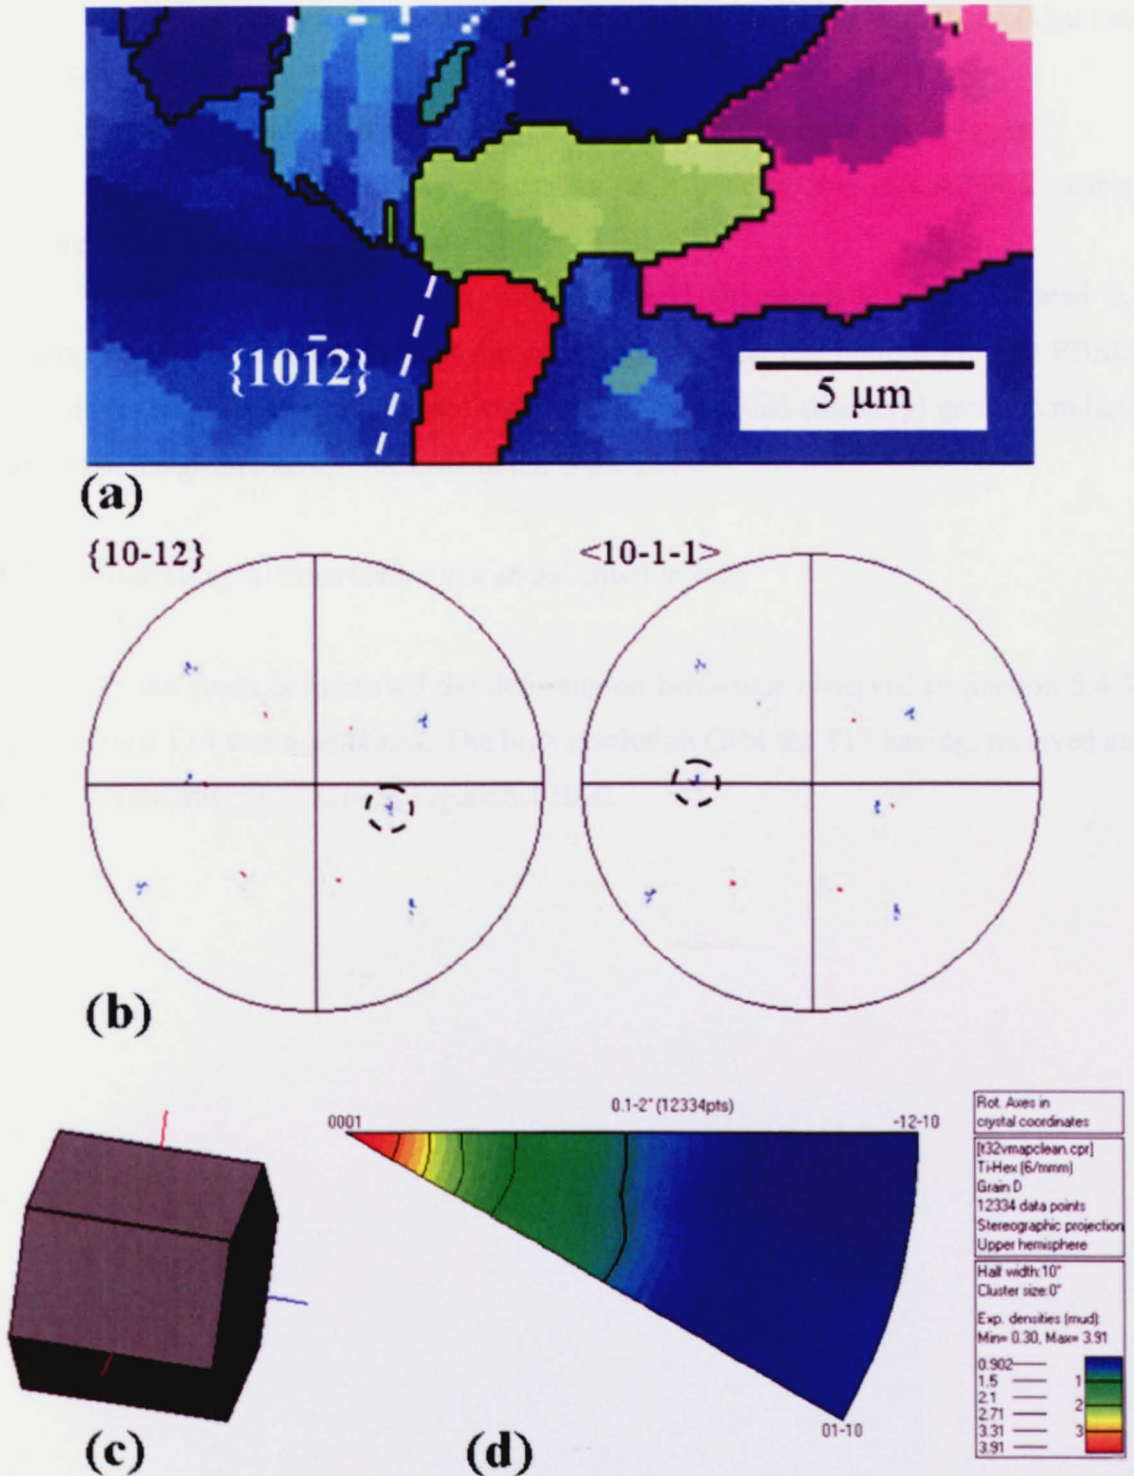 {101̄2}
5 µm
(a)
{10-12}
<10-1-1>
(b)
(c)
0001
0.1-2° (12334pts)
-12-10
01-10
(d)
Rot. Axes in
crystal coordinates
[t32vmapclean.cpr]
Ti-Hex (6/mmm)
Grain D
12334 data points
Stereographic projection
Upper hemisphere
Half width:10°
Cluster size:0°
Exp. densities (mud):
Min= 0.30, Max= 3.91
0.902
1.5
2.1
2.71
3.31
3.91
1
2
3